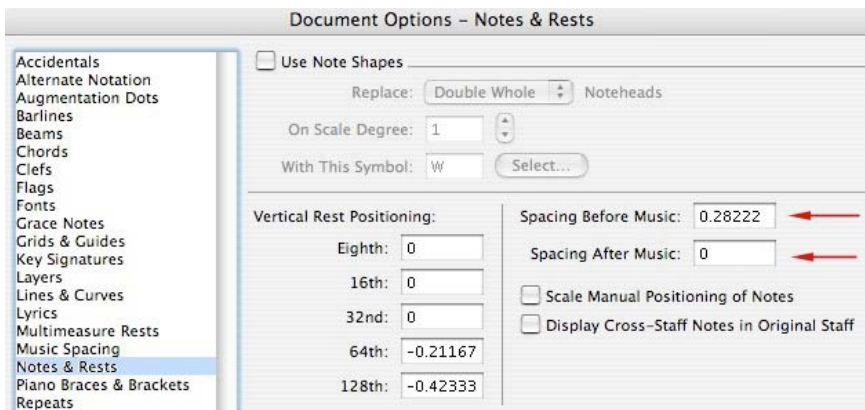 Document Options – Notes & Rests
Accidentals
Alternate Notation
Augmentation Dots
Barlines
Beams
Chords
Clefs
Flags
Fonts
Grace Notes
Grids & Guides
Key Signatures
Layers
Lines & Curves
Lyrics
Multimeasure Rests
Music Spacing
Notes & Rests
Piano Braces & Brackets
Repeats
Use Note Shapes
Replace: Double Whole Noteheads
On Scale Degree: 1
With This Symbol: W Select...
Vertical Rest Positioning:
Eighth: 0
16th: 0
32nd: 0
64th: -0.21167
128th: -0.42333
Spacing Before Music: 0.28222
Spacing After Music: 0
Scale Manual Positioning of Notes
Display Cross-Staff Notes in Original Staff